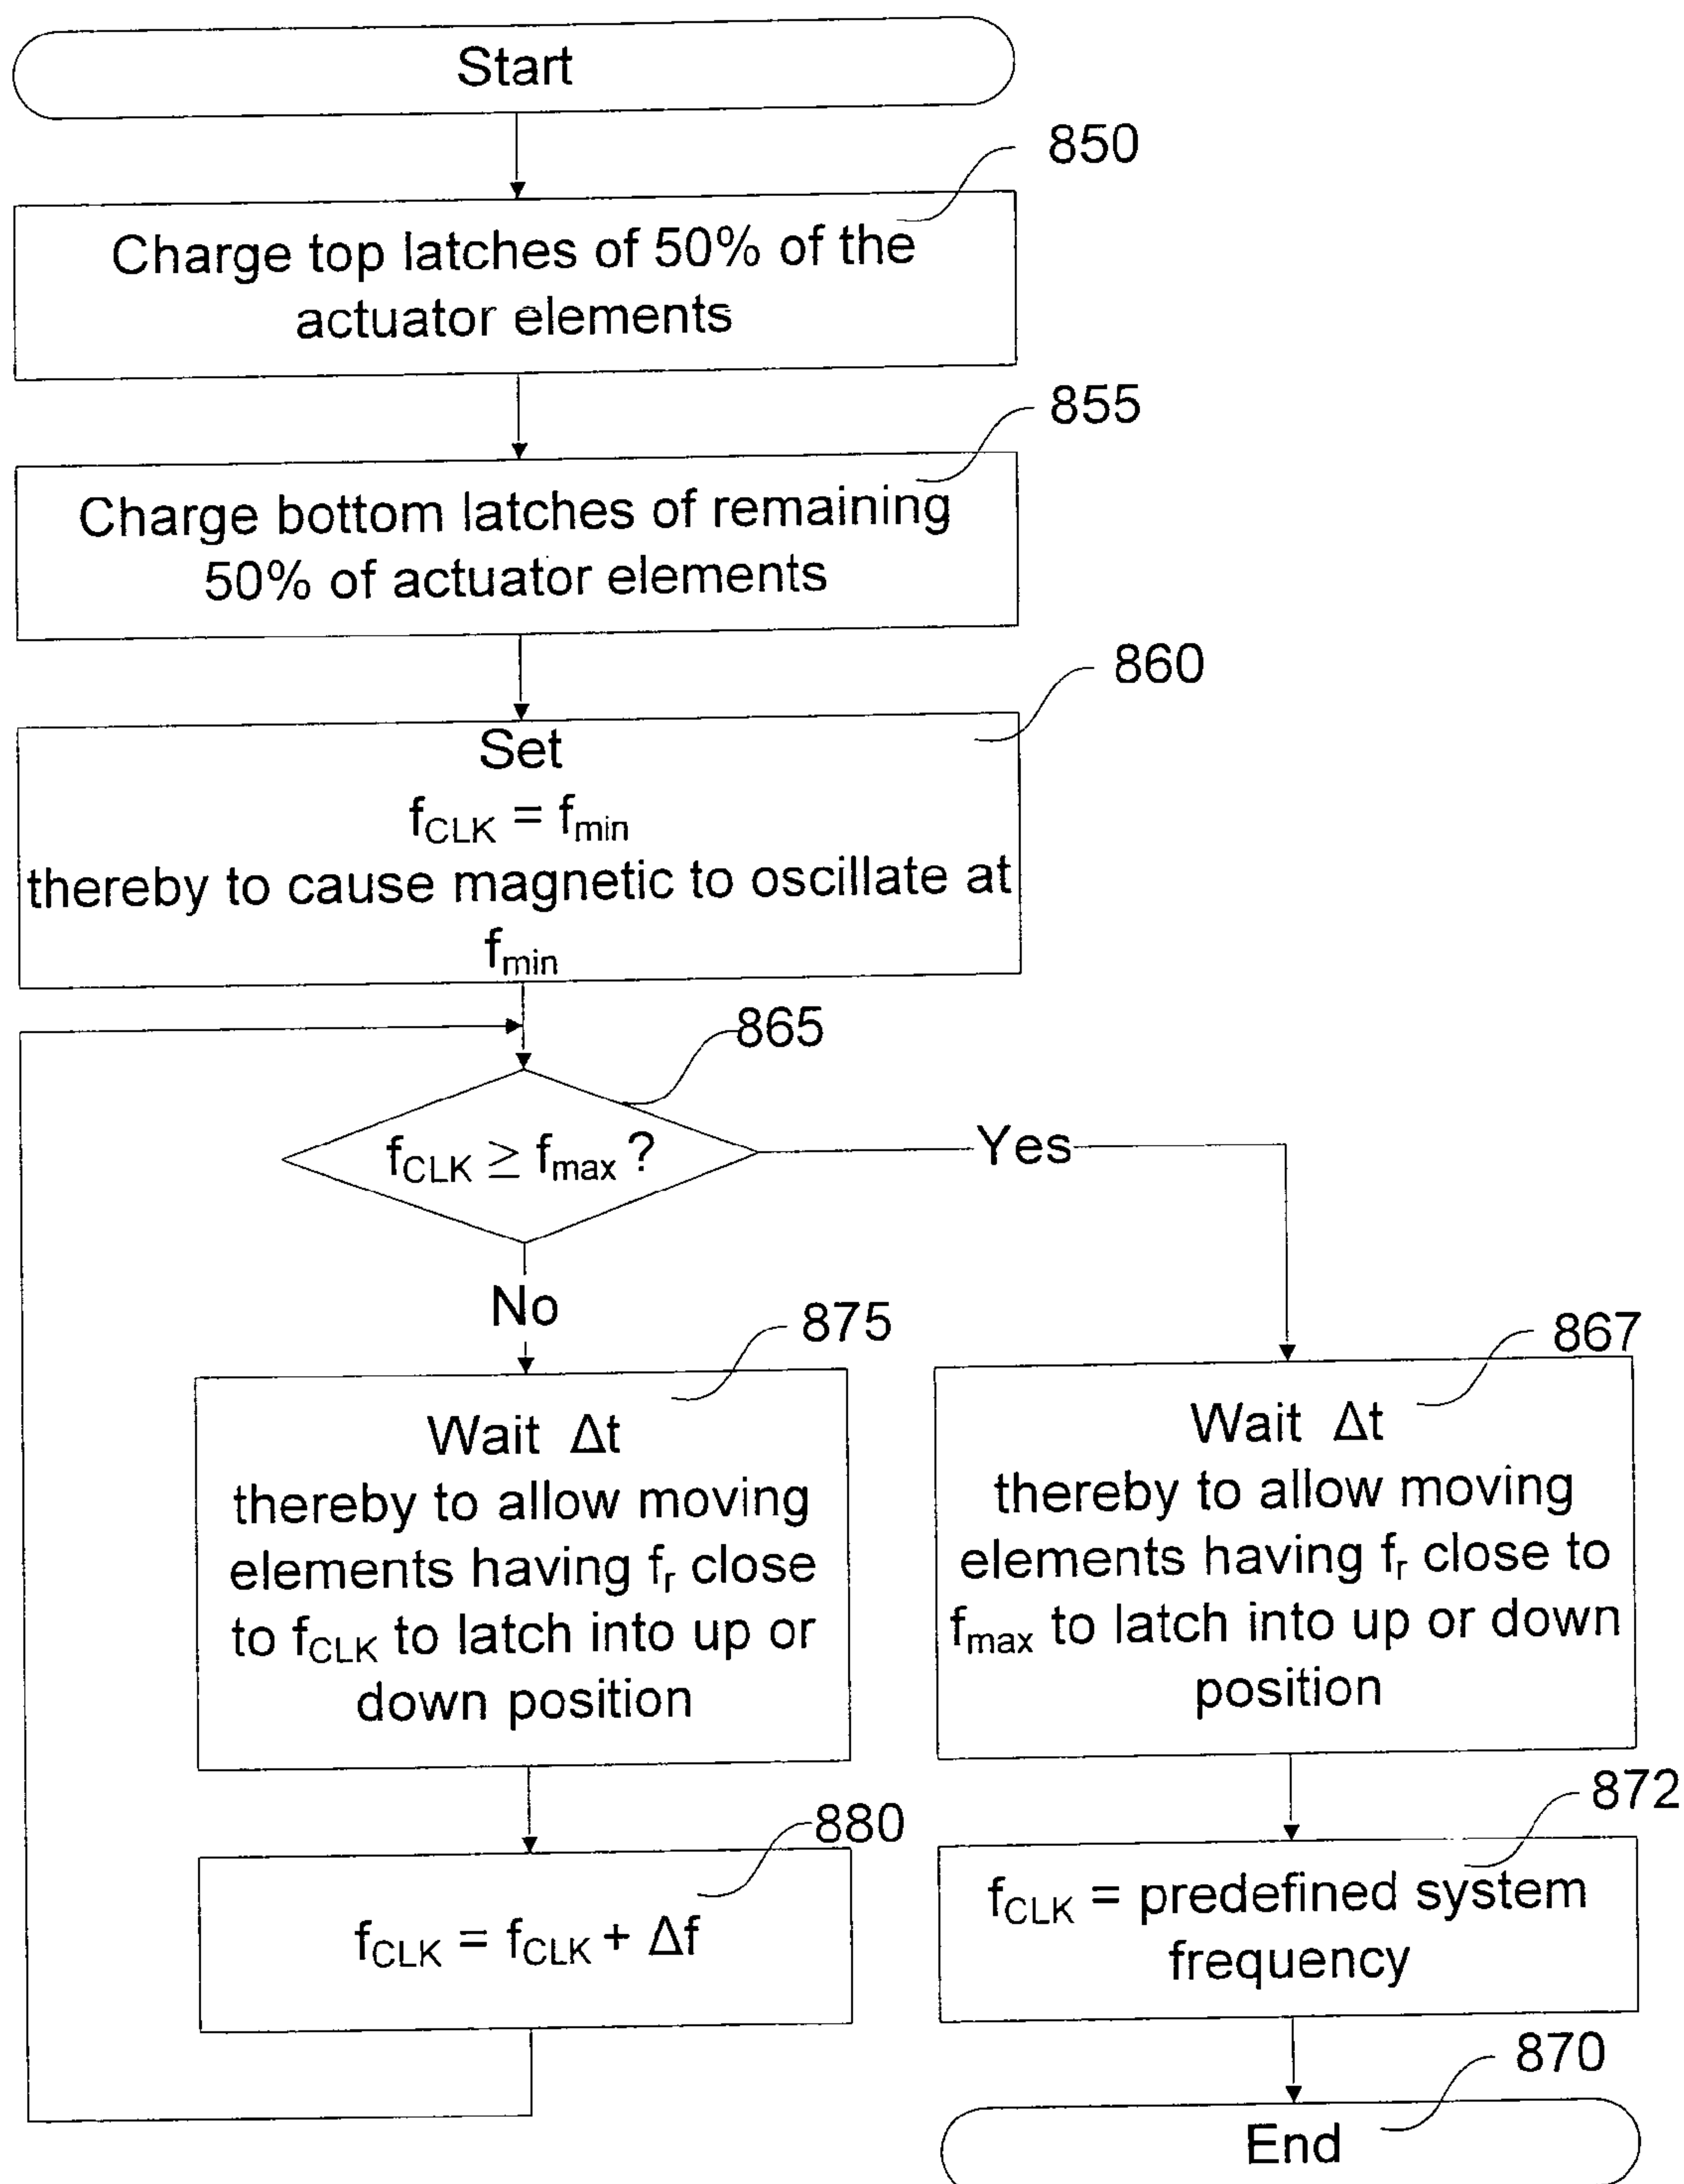 Start
850
Charge top latches of 50% of the
actuator elements
855
Charge bottom latches of remaining
50% of actuator elements
860
Set
fCLK = fmin
thereby to cause magnetic to oscillate at
fmin
865
fCLK ≥ fmax ?
Yes
No
875
Wait Δt
thereby to allow moving
elements having fr close
to fCLK to latch into up or
down position
867
Wait Δt
thereby to allow moving
elements having fr close to
fmax to latch into up or down
position
880
fCLK = fCLK + Δf
872
fCLK = predefined system
frequency
870
End